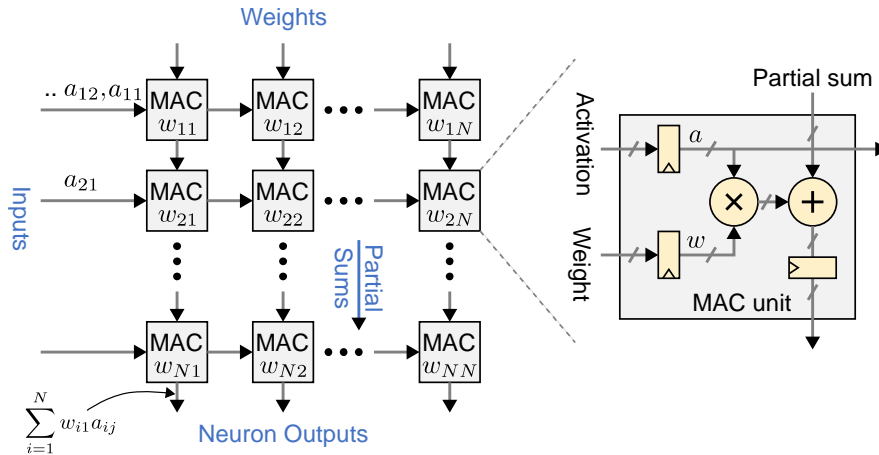 Weights
.. a₁₂, a₁₁
MAC
w₁₁
MAC
w₁₂
MAC
w₁N
a₂₁
MAC
w₂₁
MAC
w₂₂
MAC
w₂N
Inputs
Partial
Sums
MAC
wN₁
MAC
wN₂
MAC
wNN
N
∑ wᵢ₁aᵢⱼ
i=1
Neuron Outputs
Partial sum
Activation
a
×
+
Weight
w
MAC unit